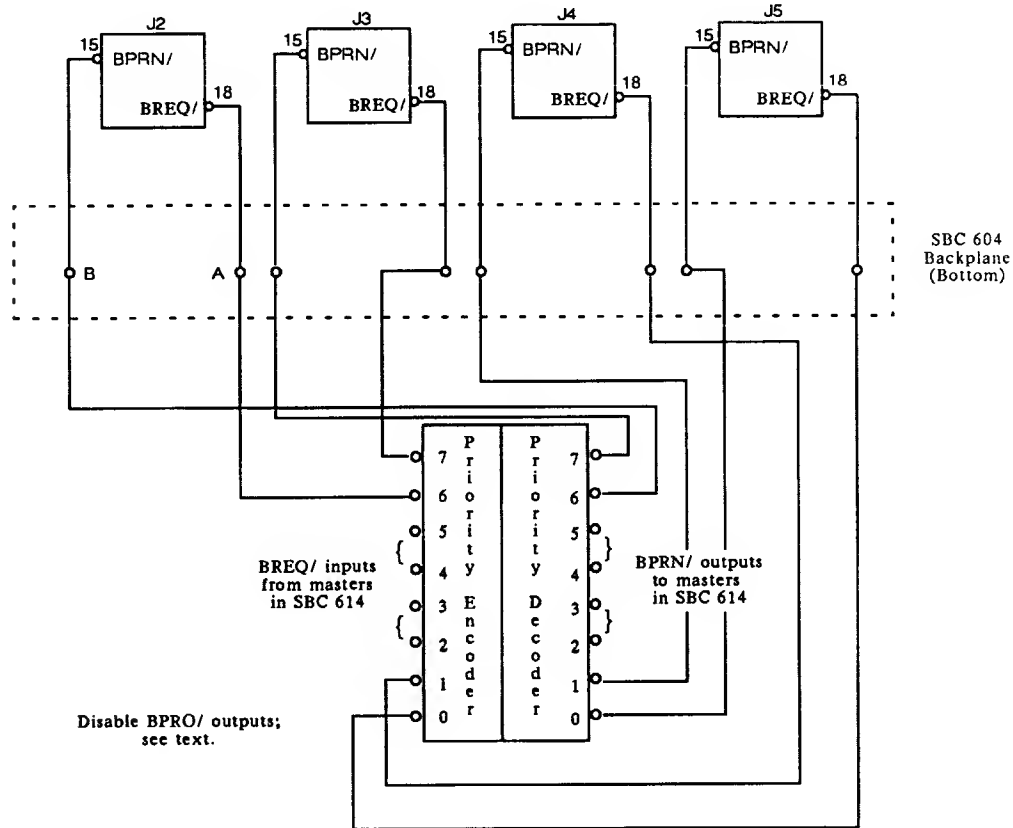 J2
J3
J4
J5
15
BPRN/
BREQ/
18
15
BPRN/
BREQ/
18
15
BPRN/
BREQ/
18
15
BPRN/
BREQ/
18
B
A
SBC 604
Backplane
(Bottom)
Priority Encoder
Priority Decoder
7
6
5
4
3
2
1
0
7
6
5
4
3
2
1
0
{
{
}
}
BREQ/ inputs
from masters
in SBC 614
BPRN/ outputs
to masters
in SBC 614
Disable BPRO/ outputs;
see text.